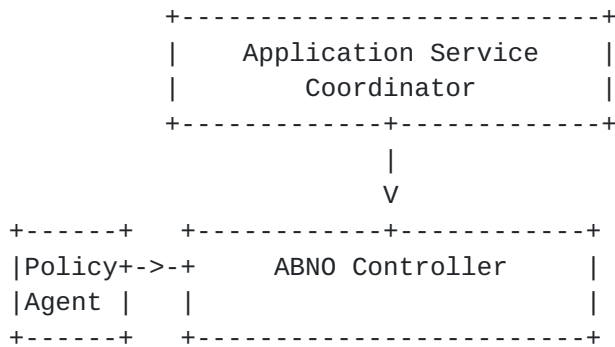 Application Service
Coordinator
Policy ABNO Controller
Agent